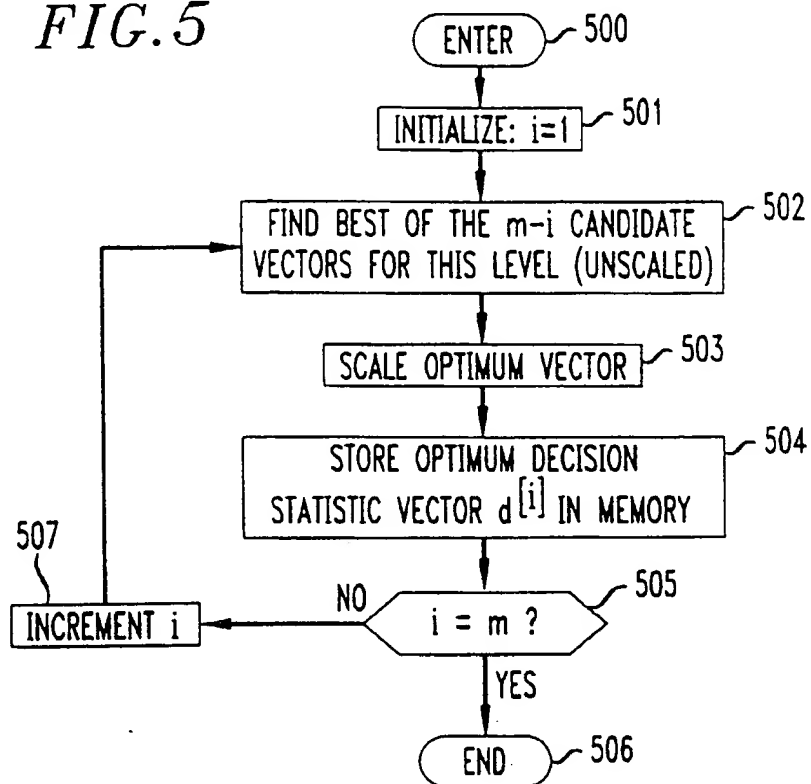 FIG.5
ENTER
500
INITIALIZE: i=1
501
FIND BEST OF THE m-i CANDIDATE
VECTORS FOR THIS LEVEL (UNSCALED)
502
SCALE OPTIMUM VECTOR
503
STORE OPTIMUM DECISION
STATISTIC VECTOR d[i] IN MEMORY
504
i = m ?
505
NO
507
INCREMENT i
YES
END
506